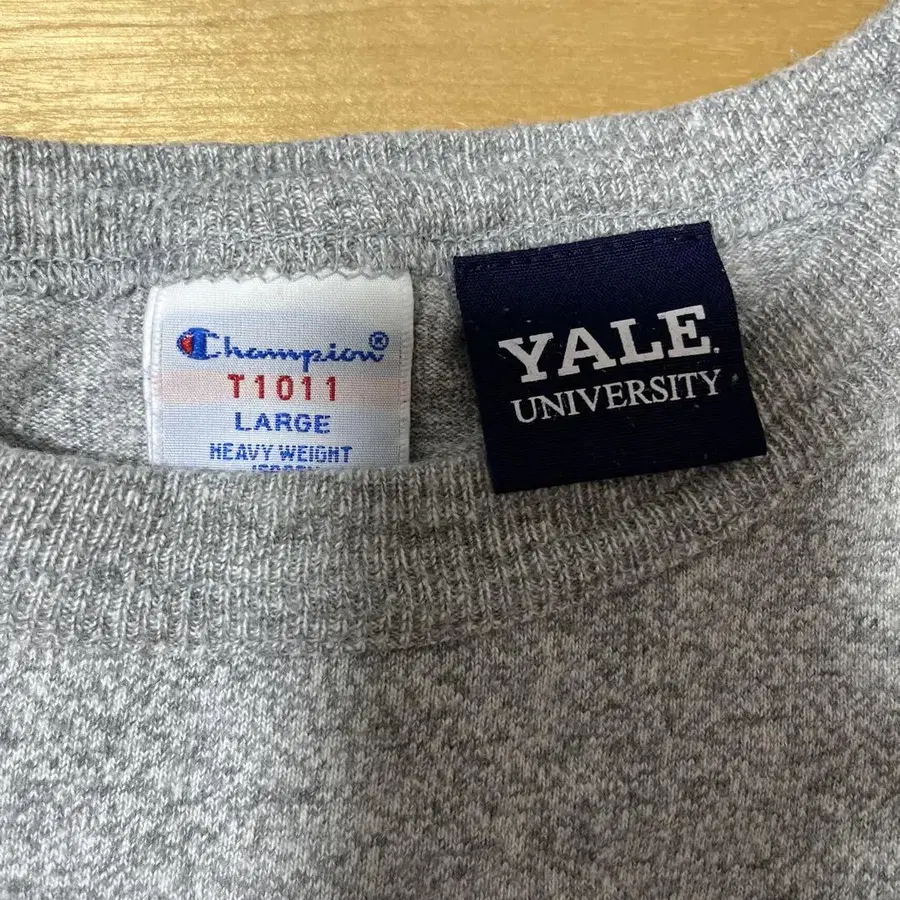 Champion®
T1011
LARGE
HEAVY WEIGHT
YALE.
UNIVERSITY